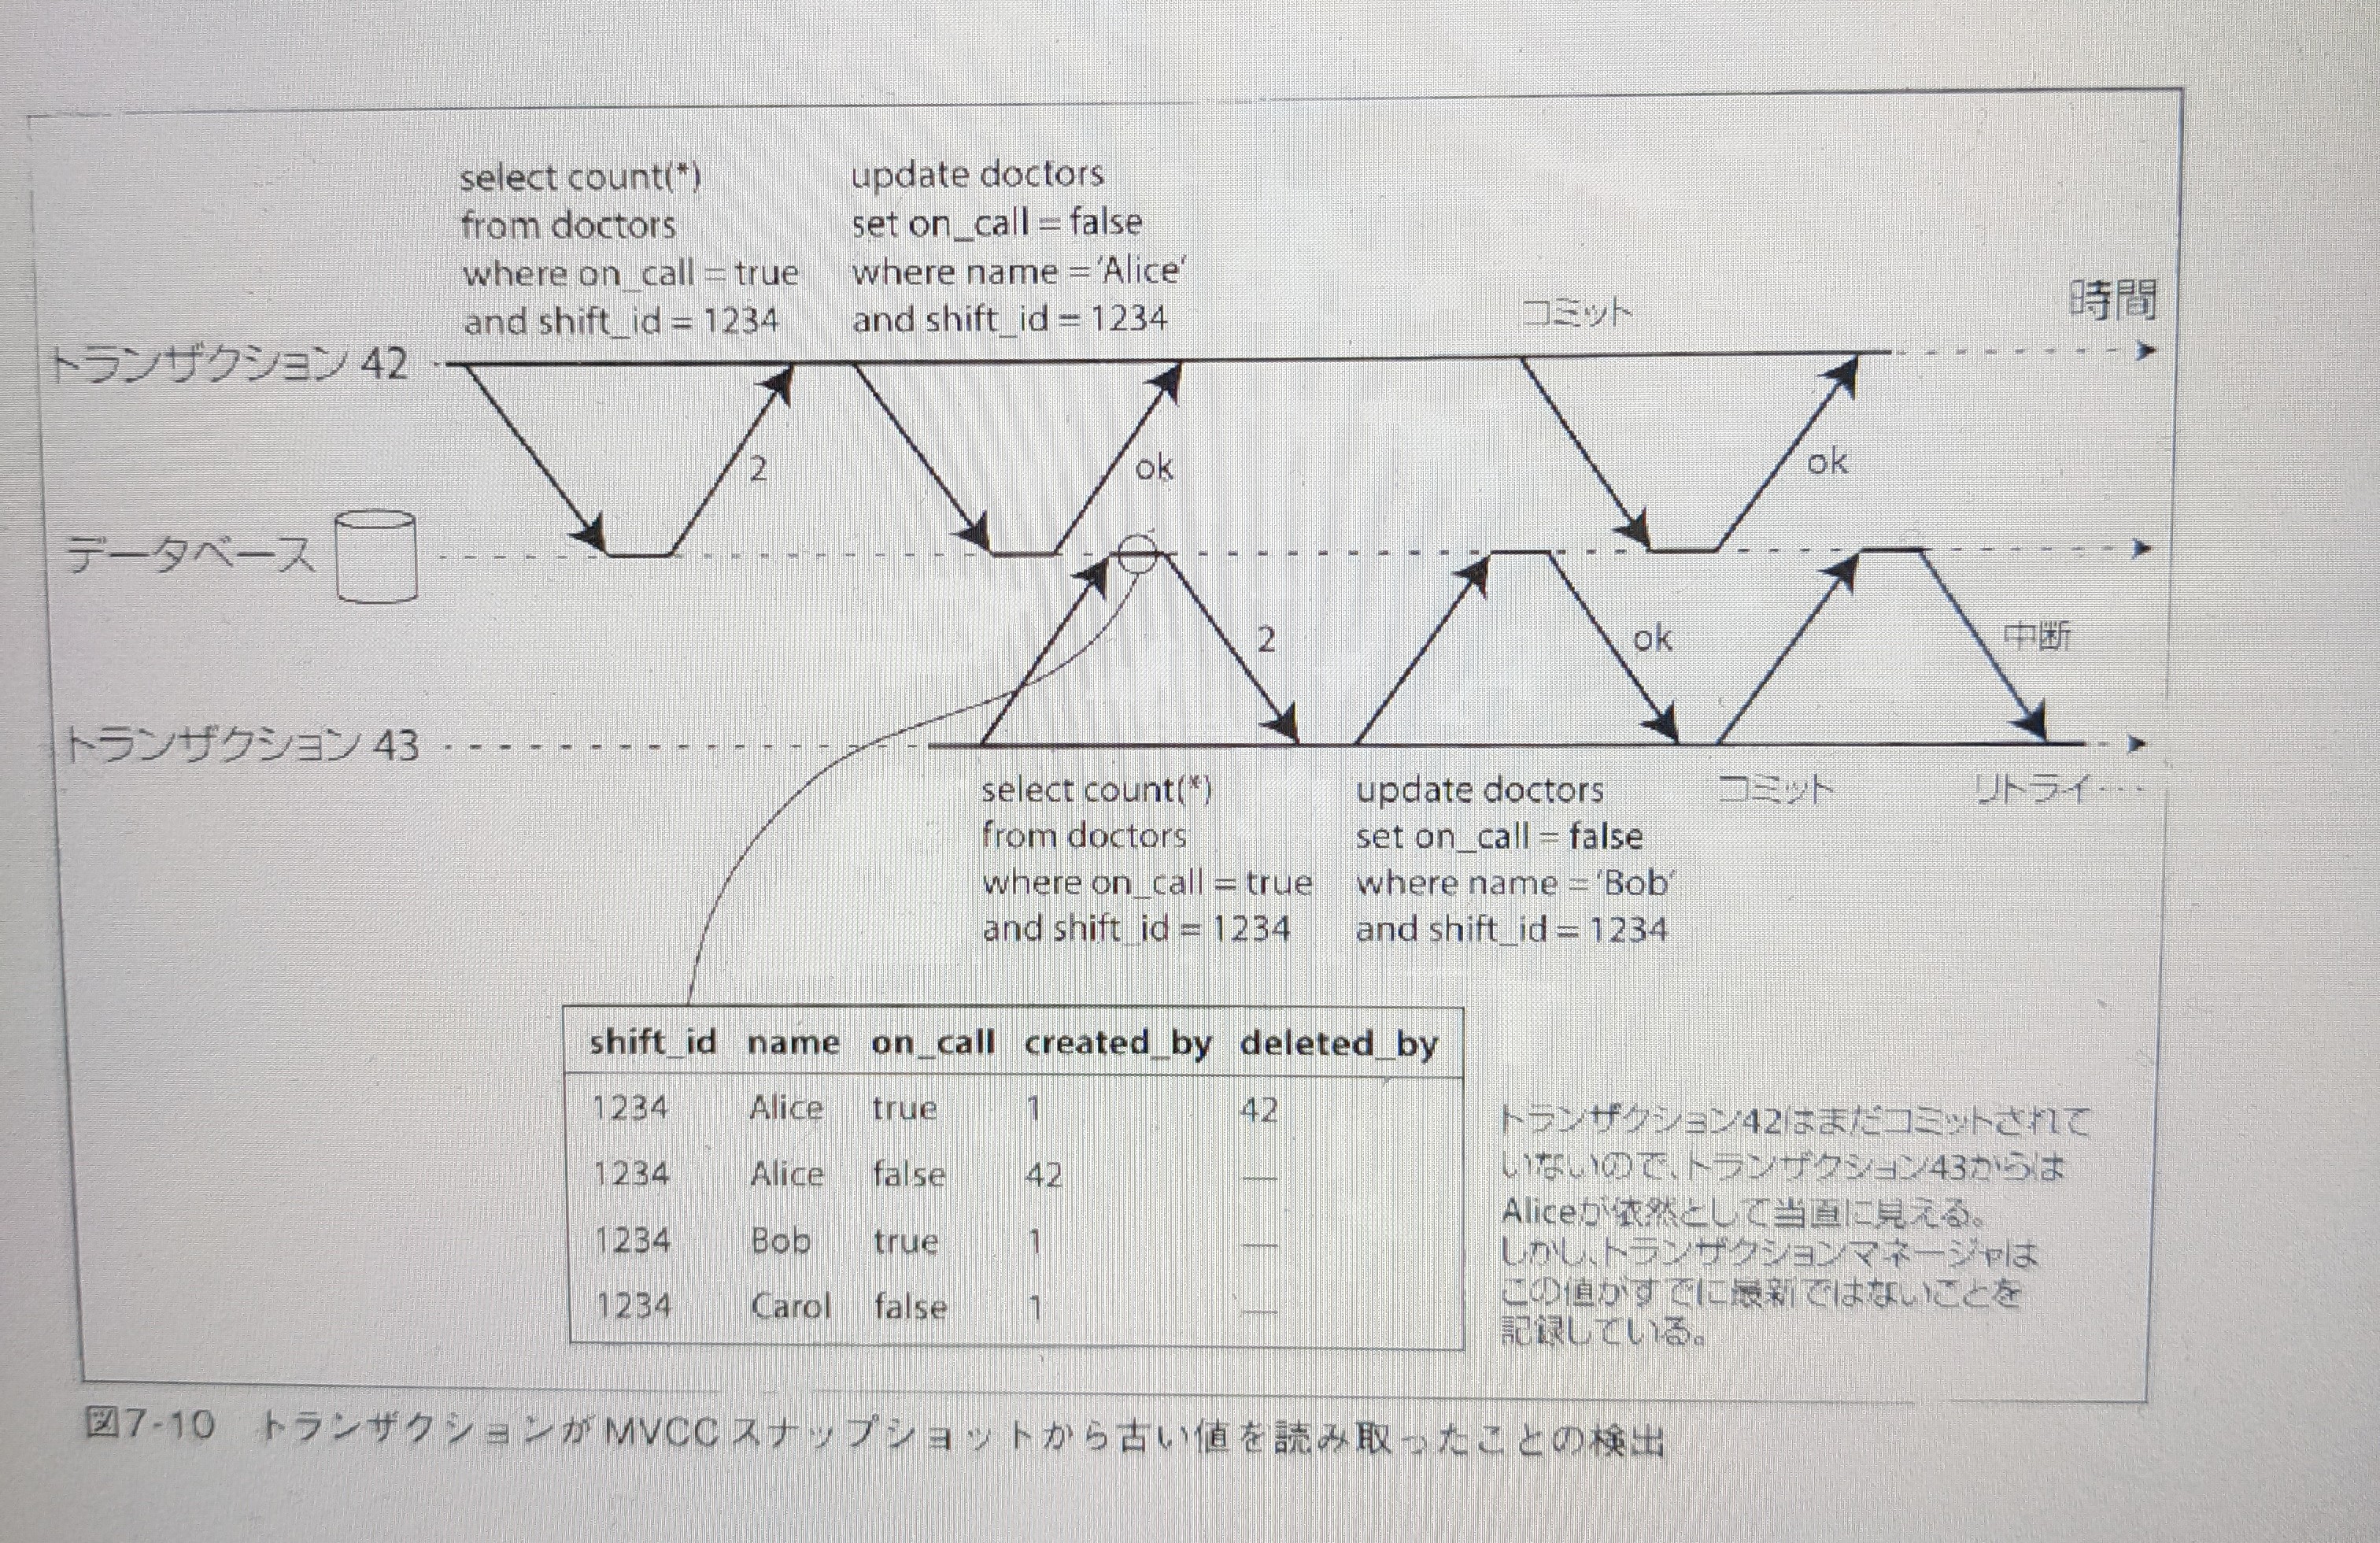 select count(*)
from doctors
where on_call = true
and shift_id = 1234
update doctors
set on_call = false
where name = 'Alice'
and shift_id = 1234
コミット
時間
トランザクション 42
2
ok
ok
データベース
2
ok
中断
トランザクション 43
select count(*)
from doctors
where on_call = true
and shift_id = 1234
update doctors
set on_call = false
where name = 'Bob'
and shift_id = 1234
コミット
リトライ…
shift_id name on_call created_by deleted_by
1234 Alice true 1 42
1234 Alice false 42 —
1234 Bob true 1 —
1234 Carol false 1 —
トランザクション42はまだコミットされて
いないので、トランザクション43からは
Aliceが依然として当直に見える。
しかし、トランザクションマネージャは
この値がすでに最新ではないことを
記録している。
図7-10 トランザクションがMVCCスナップショットから古い値を読み取ったことの検出